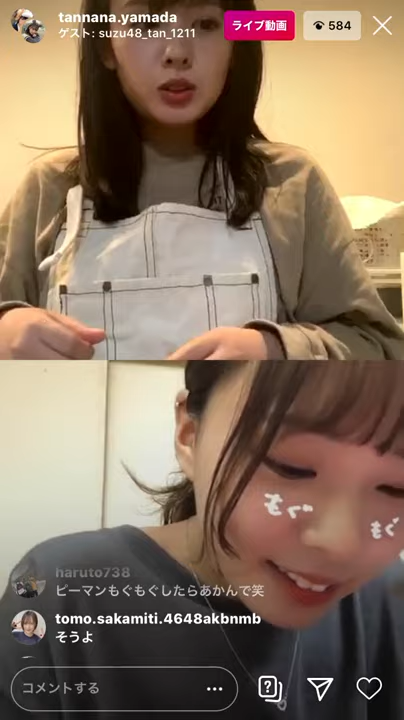 tannana.yamada
ゲスト: suzu48_tan_1211
ライブ動画
584
もぐ
もぐ
haruto738
ピーマンもぐもぐしたらあかんで笑
tomo.sakamiti.4648akbnmb
そうよ
コメントする